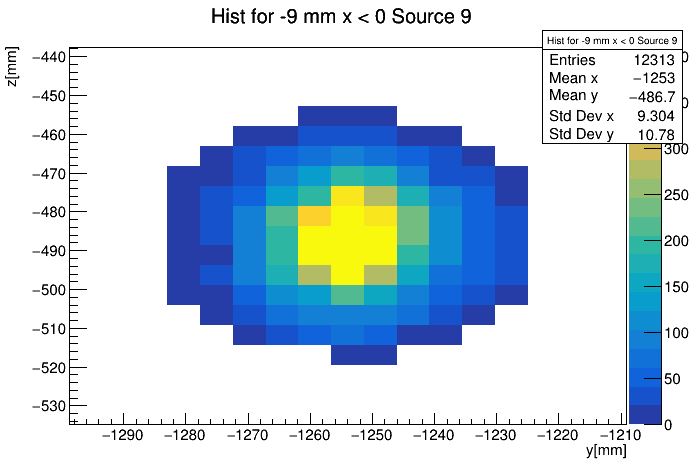 Hist for -9 mm x < 0 Source 9
Hist for -9 mm x < 0 Source 9
Entries 12313
Mean x −1253
Mean y −486.7
Std Dev x 9.304
Std Dev y 10.78
z[mm]
−440
−450
−460
−470
−480
−490
−500
−510
−520
−530
−1290 −1280 −1270 −1260 −1250 −1240 −1230 −1220 −1210
y[mm]
0
0
300
250
200
150
100
50
0